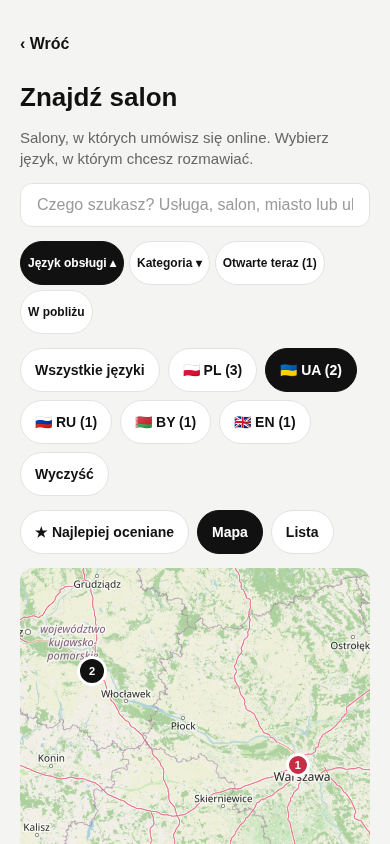 ‹ Wróć
Znajdź salon
Salony, w których umówisz się online. Wybierz
język, w którym chcesz rozmawiać.
Czego szukasz? Usługa, salon, miasto lub ul
Język obsługi ▴ Kategoria ▾ Otwarte teraz (1)
W pobliżu
Wszystkie języki 🇵🇱 PL (3) 🇺🇦 UA (2)
🇷🇺 RU (1) 🇧🇾 BY (1) 🇬🇧 EN (1)
Wyczyść
★ Najlepiej oceniane Mapa Lista
Grudziądz
województwo
kujawsko-
pomorskie
Ostrołęk
2
Włocławek
Płock
Konin
1
Warszawa
Skierniewice
Kalisz